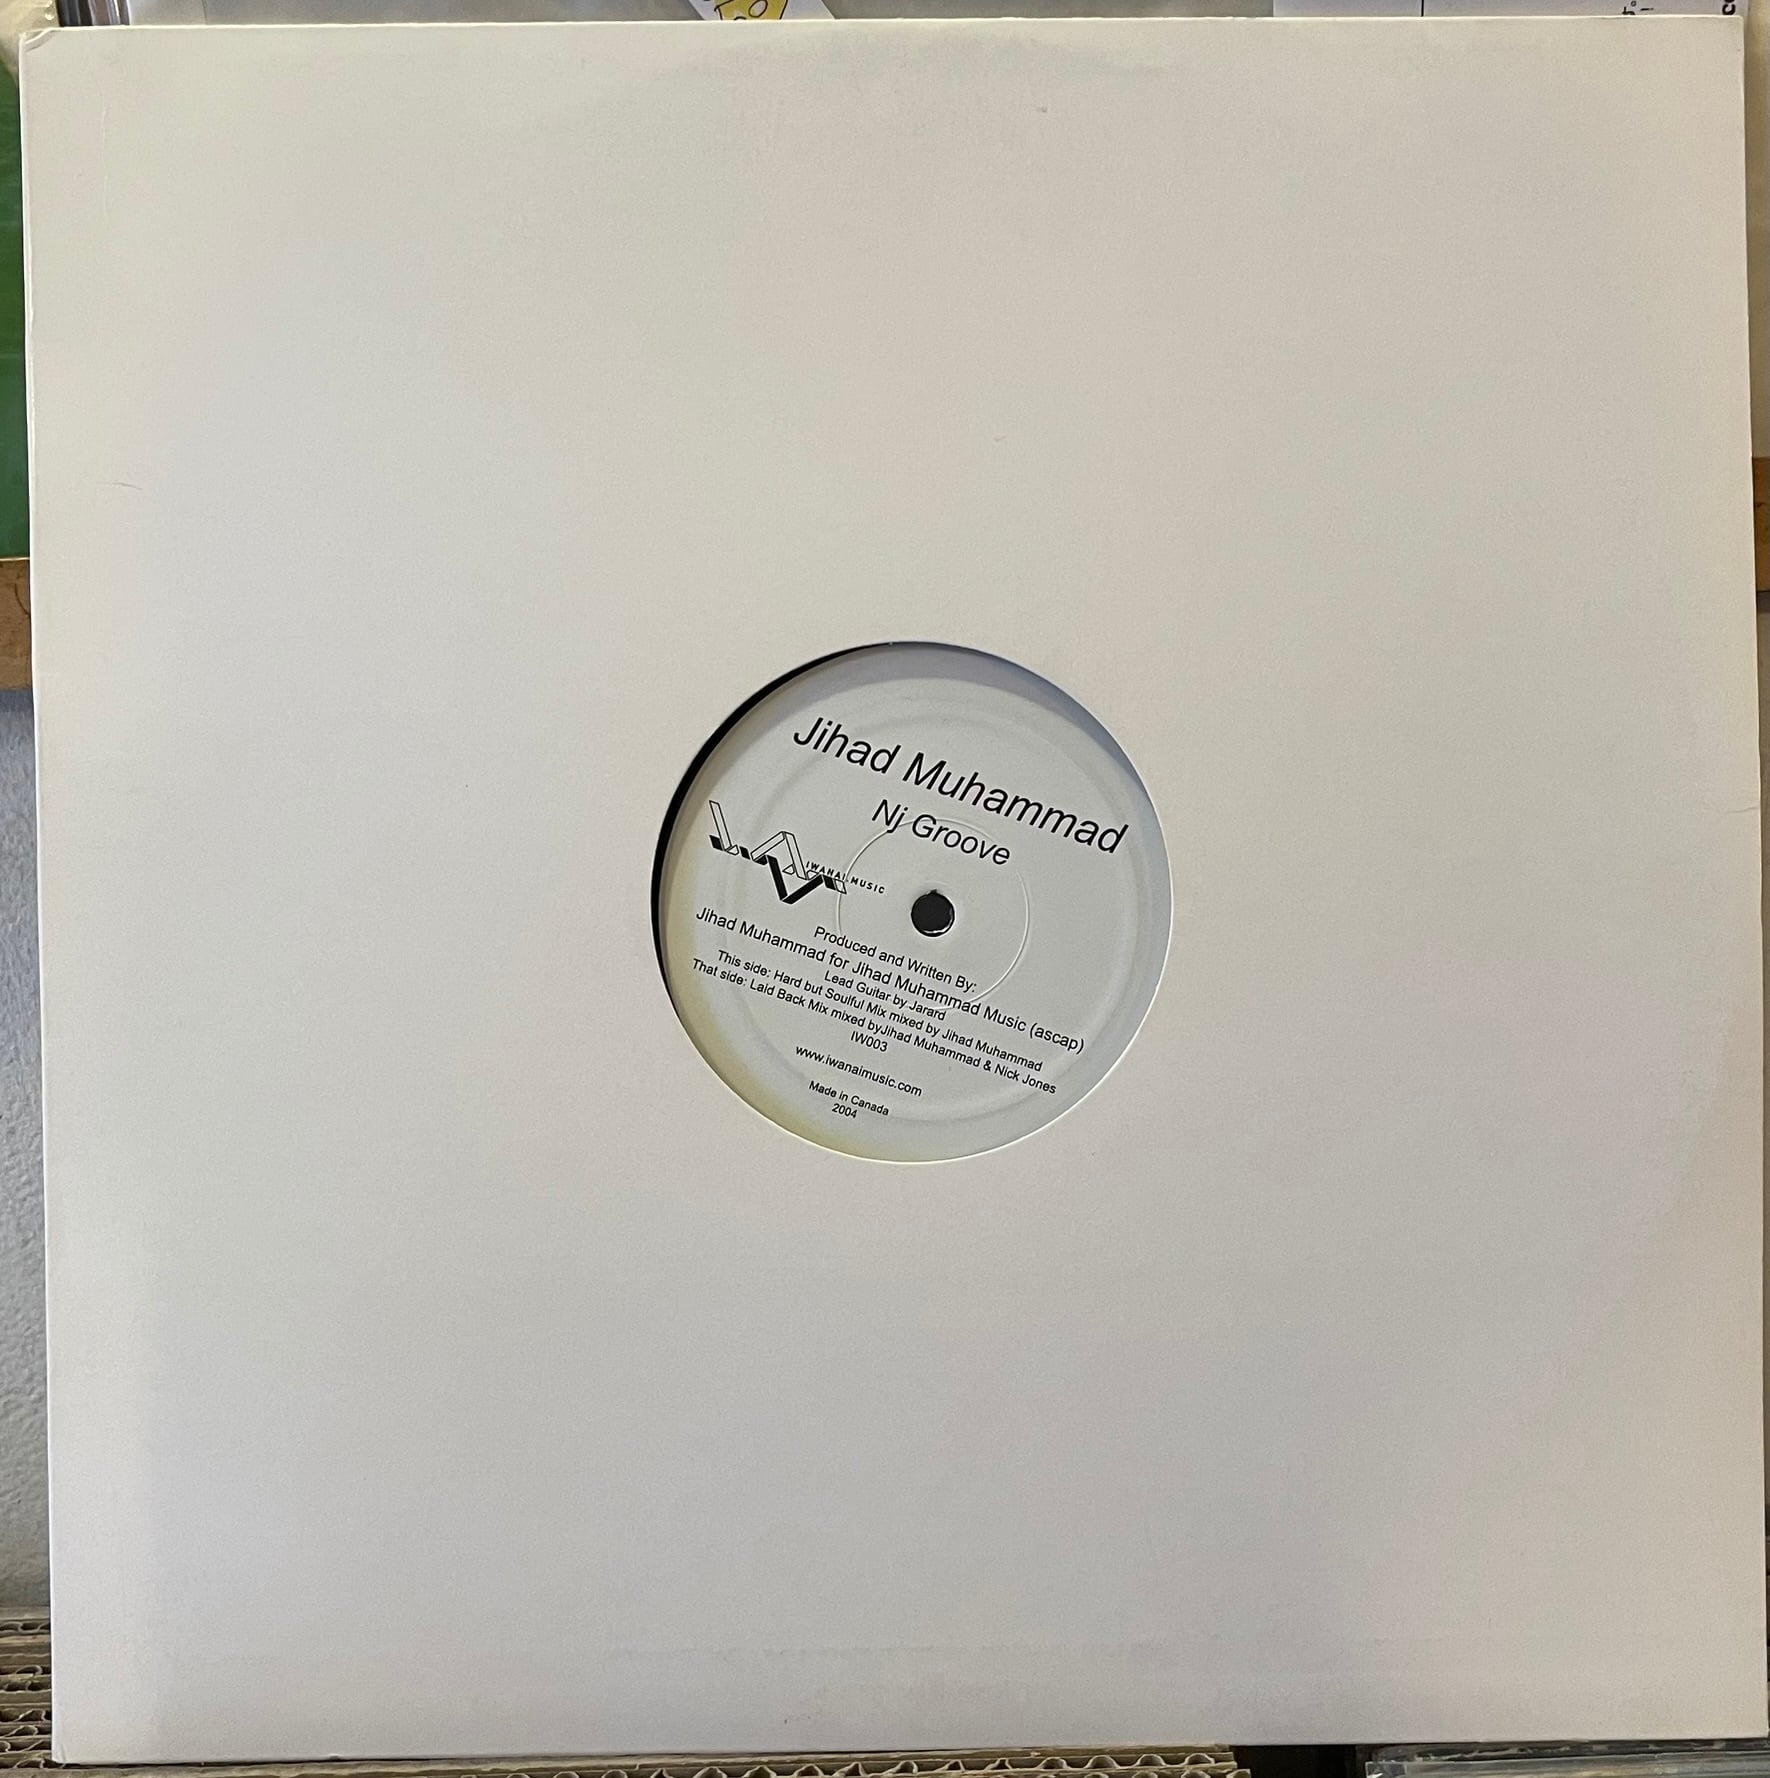 Jihad Muhammad
Nj Groove
IWANAI.MUSIC
Produced and Written By:
Jihad Muhammad for Jihad Muhammad Music (ascap)
Lead Guitar by Jarard
This side: Hard but Soulful Mix mixed by Jihad Muhammad
That side: Laid Back Mix mixed byJihad Muhammad & Nick Jones
IW003
www.iwanaimusic.com
Made in Canada
2004